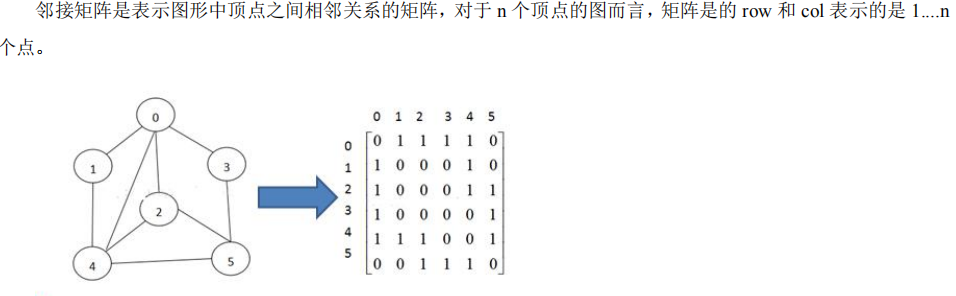 邻接矩阵是表示图形中顶点之间相邻关系的矩阵，对于 n 个顶点的图而言，矩阵是的 row 和 col 表示的是 1....n
个点。
0
1
3
2
4
5
0 1 2 3 4 5
0 0 1 1 1 1 0
1 1 0 0 0 1 0
2 1 0 0 0 1 1
3 1 0 0 0 0 1
4 1 1 1 0 0 1
5 0 0 1 1 1 0